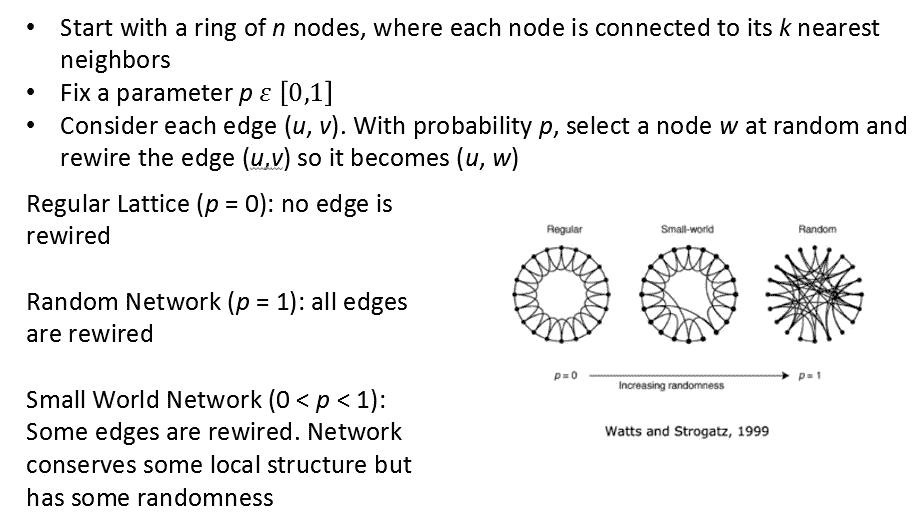 • Start with a ring of n nodes, where each node is connected to its k nearest
neighbors
• Fix a parameter p ε [0,1]
• Consider each edge (u, v). With probability p, select a node w at random and
rewire the edge (u,v) so it becomes (u, w)
Regular Lattice (p = 0): no edge is
rewired
Random Network (p = 1): all edges
are rewired
Small World Network (0 < p < 1):
Some edges are rewired. Network
conserves some local structure but
has some randomness
Regular Small-world Random
p = 0 p = 1
Increasing randomness
Watts and Strogatz, 1999